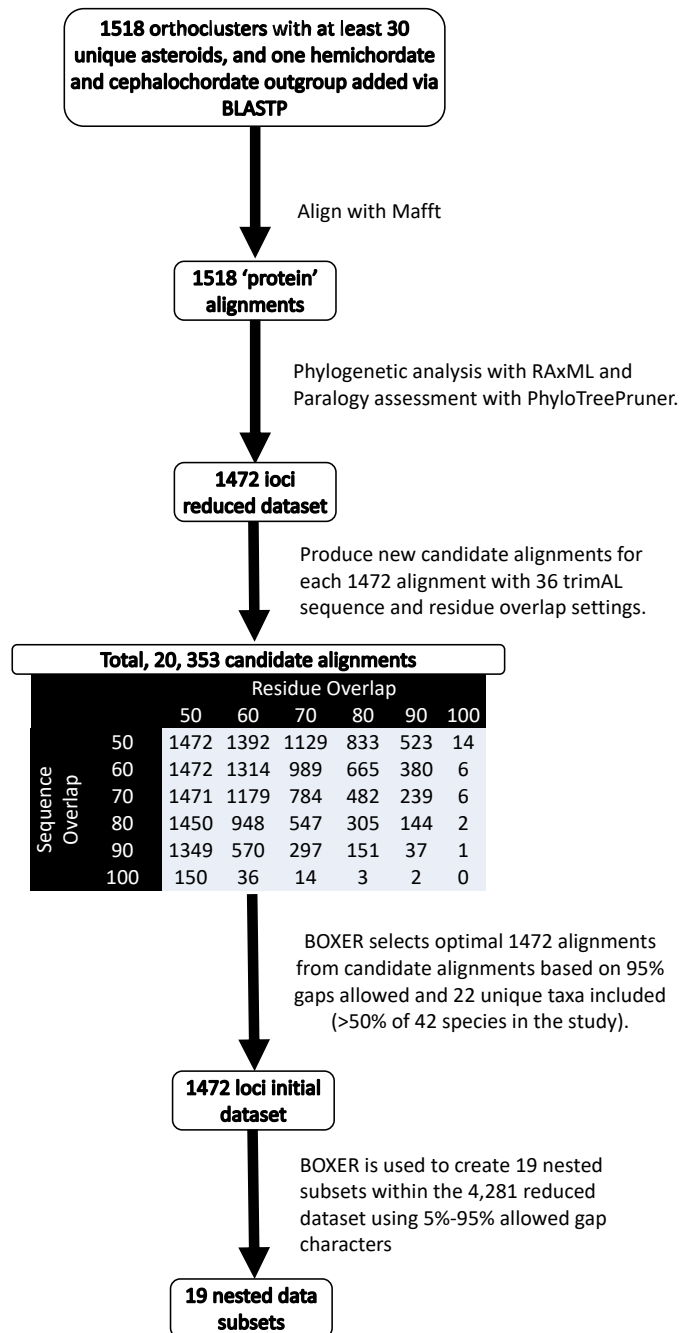 1518 orthoclusters with at least 30
unique asteroids, and one hemichordate
and cephalochordate outgroup added via
BLASTP
Align with Mafft
1518 ‘protein’
alignments
Phylogenetic analysis with RAxML and
Paralogy assessment with PhyloTreePruner.
1472 loci
reduced dataset
Produce new candidate alignments for
each 1472 alignment with 36 trimAL
sequence and residue overlap settings.
Total, 20, 353 candidate alignments
Residue Overlap
50 60 70 80 90 100
Sequence
Overlap
50 1472 1392 1129 833 523 14
60 1472 1314 989 665 380 6
70 1471 1179 784 482 239 6
80 1450 948 547 305 144 2
90 1349 570 297 151 37 1
100 150 36 14 3 2 0
BOXER selects optimal 1472 alignments
from candidate alignments based on 95%
gaps allowed and 22 unique taxa included
(>50% of 42 species in the study).
1472 loci initial
dataset
BOXER is used to create 19 nested
subsets within the 4,281 reduced
dataset using 5%-95% allowed gap
characters
19 nested data
subsets